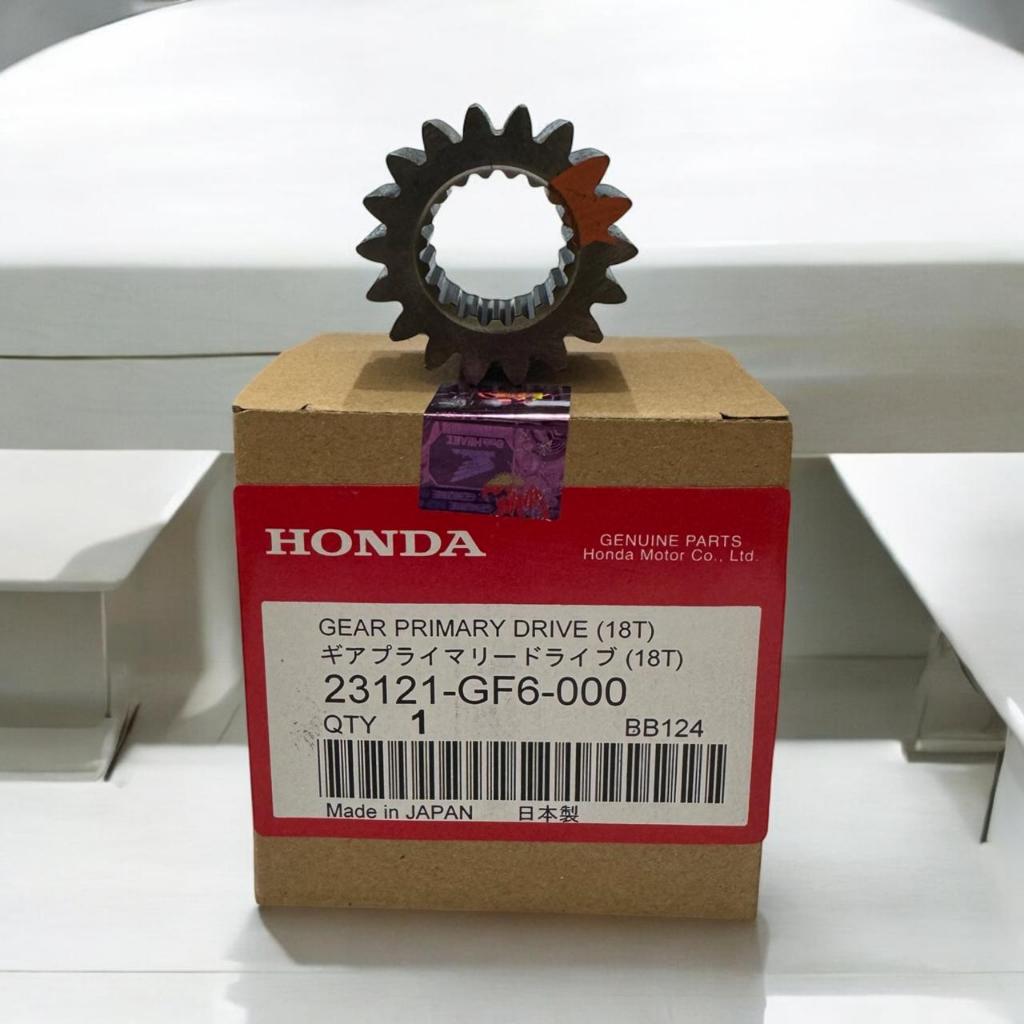 HONDA
GENUINE PARTS
Honda Motor Co., Ltd.
GEAR PRIMARY DRIVE (18T)
ギアプライマリードライブ (18T)
23121-GF6-000
QTY 1 BB124
Made in JAPAN 日本製